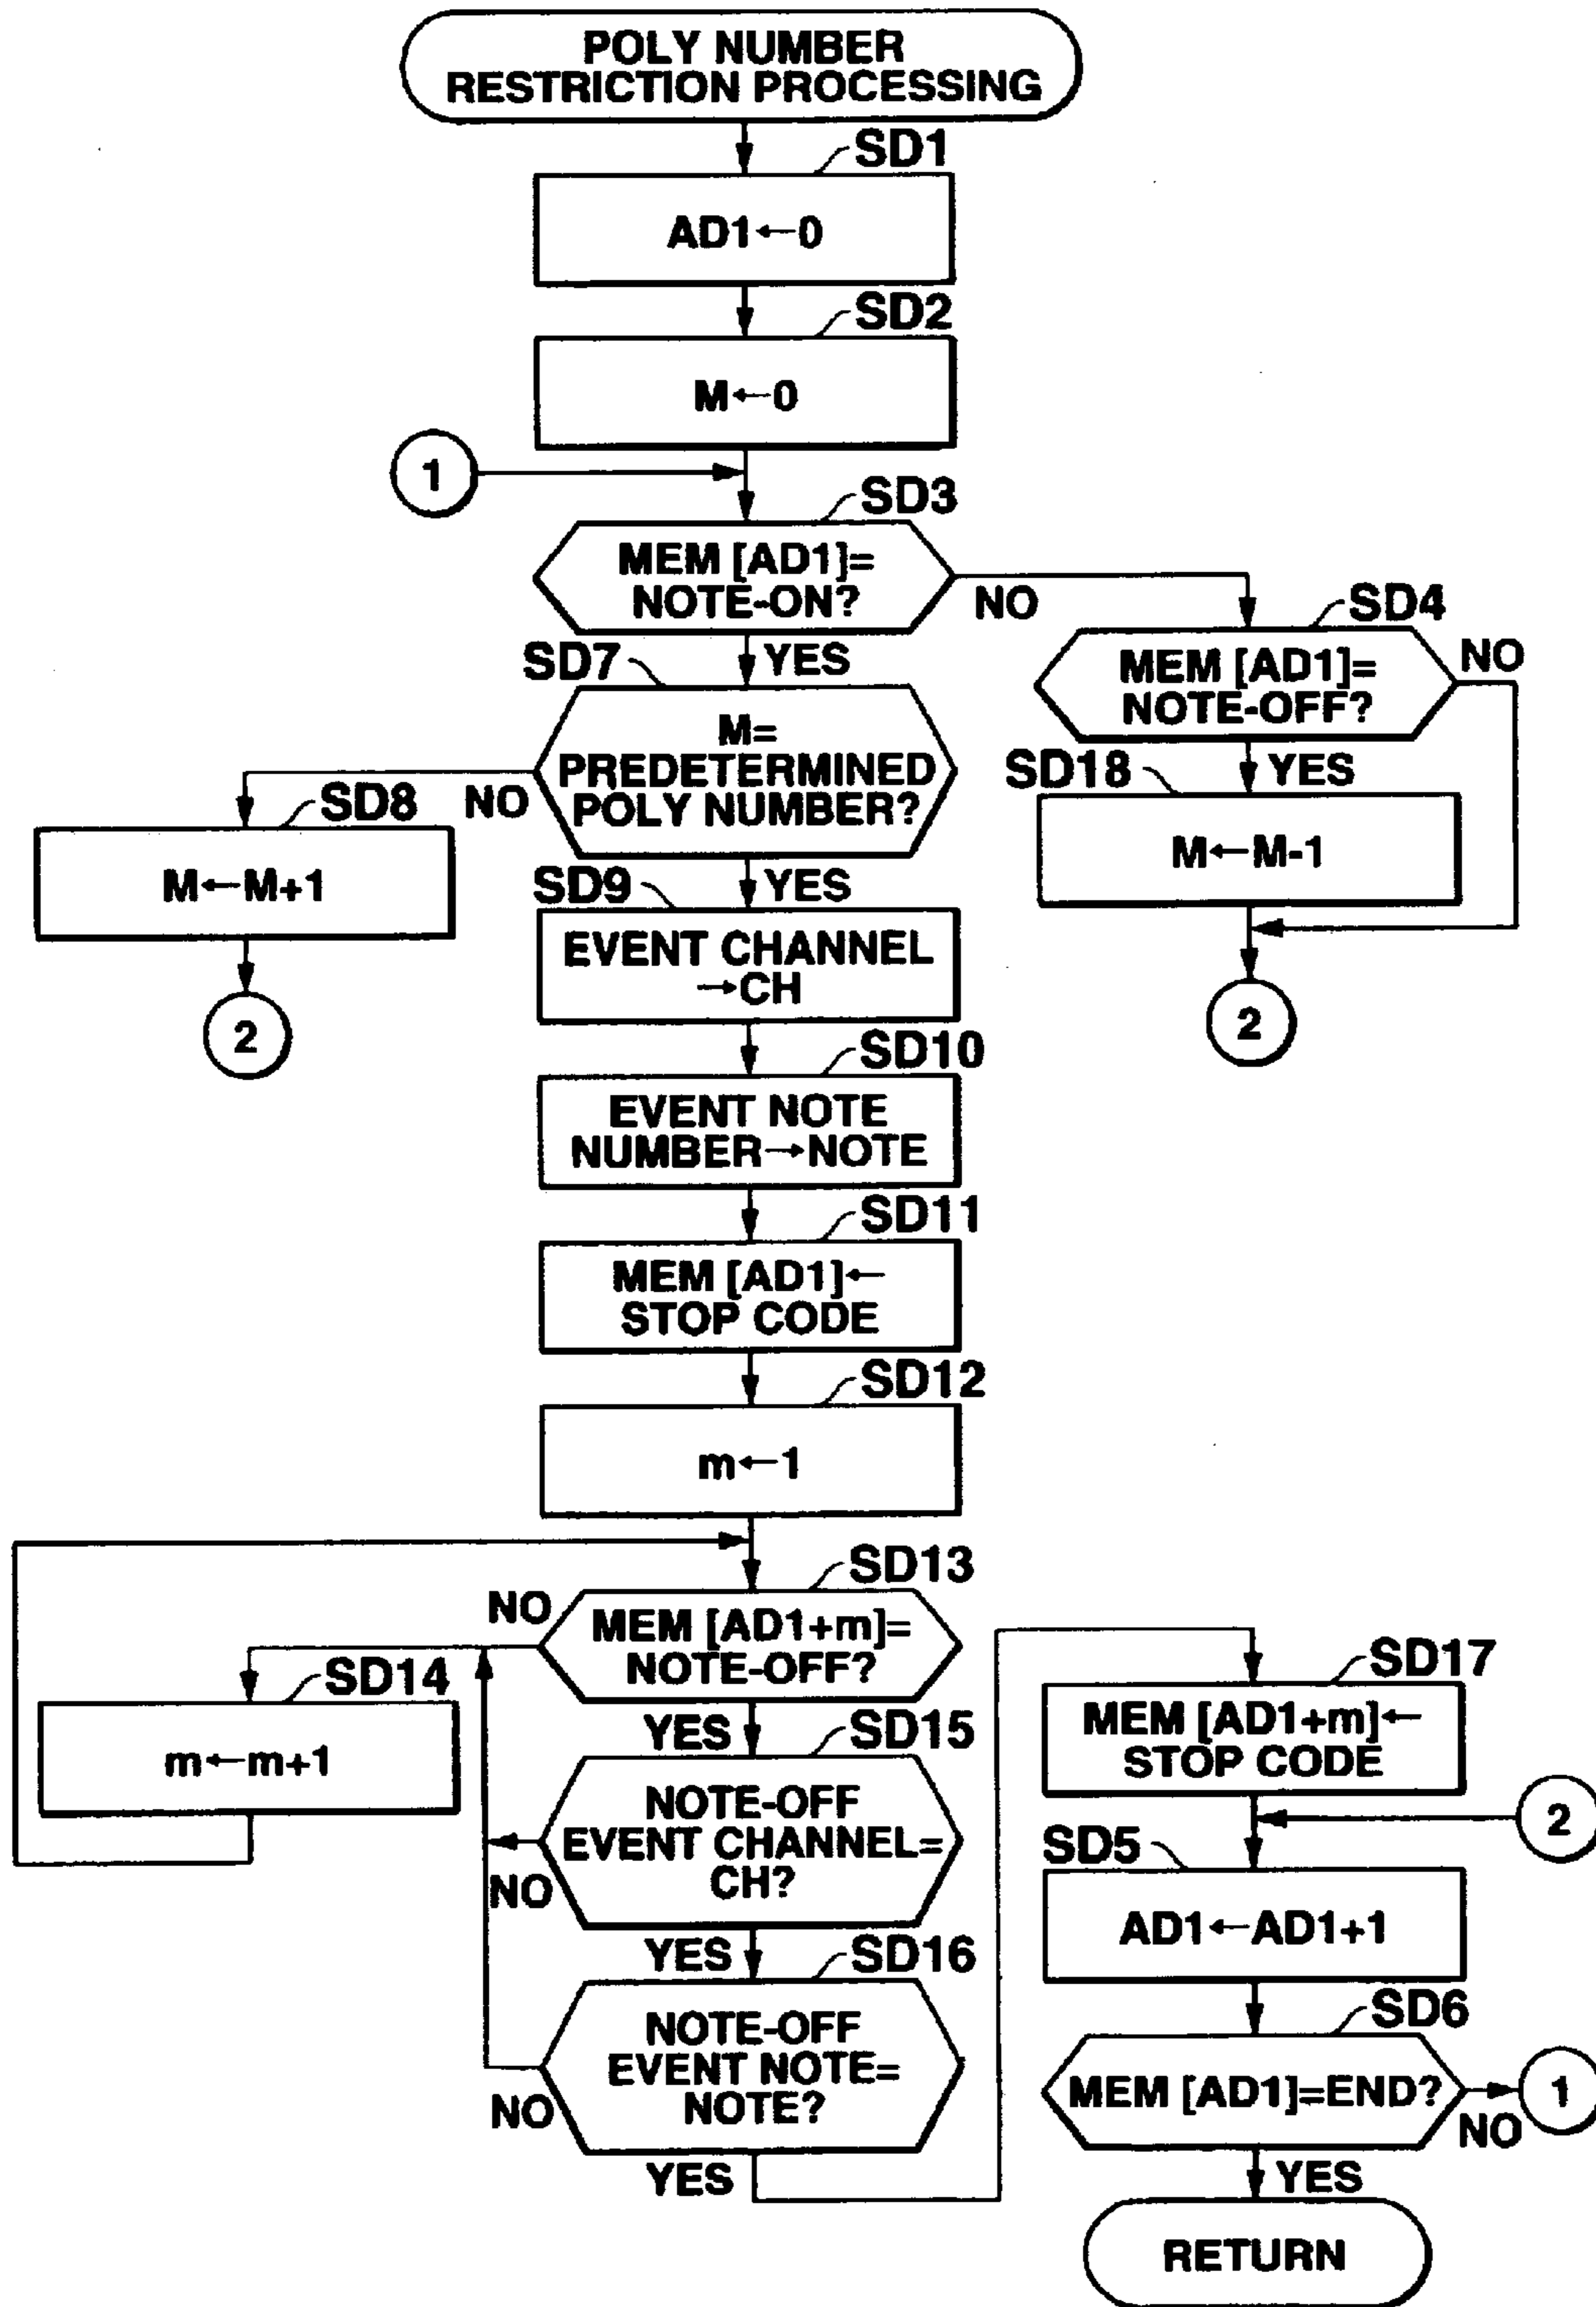 POLY NUMBER
RESTRICTION PROCESSING
SD1
AD1←0
SD2
M←0
1
SD3
MEM [AD1]=
NOTE-ON?
NO
YES
SD4
MEM [AD1]=
NOTE-OFF?
NO
YES
SD18
M←M-1
2
SD7
M=
PREDETERMINED
POLY NUMBER?
NO
YES
SD8
M←M+1
2
SD9
EVENT CHANNEL
→CH
SD10
EVENT NOTE
NUMBER→NOTE
SD11
MEM [AD1]←
STOP CODE
SD12
m←1
SD13
MEM [AD1+m]=
NOTE-OFF?
NO
YES
SD14
m←m+1
SD15
NOTE-OFF
EVENT CHANNEL=
CH?
NO
YES
SD16
NOTE-OFF
EVENT NOTE=
NOTE?
NO
YES
SD17
MEM [AD1+m]←
STOP CODE
2
SD5
AD1←AD1+1
SD6
MEM [AD1]=END?
NO
1
YES
RETURN